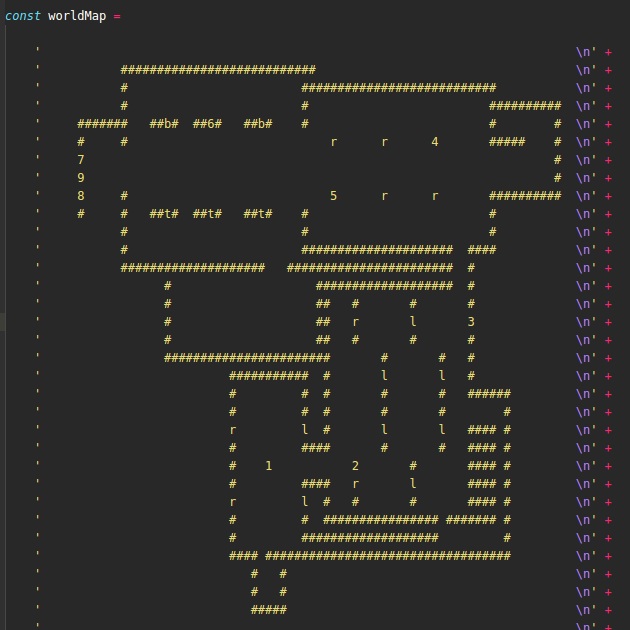 const worldMap =
'                                                                          \n' +
'           ###########################                                    \n' +
'           #                        ###########################           \n' +
'           #                        #                         ##########  \n' +
'     #######   ##b#  ##6#   ##b#    #                         #        #  \n' +
'     #     #                            r      r      4       #####    #  \n' +
'     7                                                                 #  \n' +
'     9                                                                 #  \n' +
'     8     #                            5      r      r       ##########  \n' +
'     #     #   ##t#  ##t#   ##t#    #                         #           \n' +
'           #                        #                         #           \n' +
'           #                        #####################  ####           \n' +
'           ####################   #######################  #              \n' +
'                 #                    ###################  #              \n' +
'                 #                    ##   #       #       #              \n' +
'                 #                    ##   r       l       3              \n' +
'                 #                    ##   #       #       #              \n' +
'                 #######################       #       #   #              \n' +
'                          ########### #        l       l   #              \n' +
'                          #         # #        #       #   ######         \n' +
'                          #         # #        #       #        #         \n' +
'                          r         l #        l       l   #### #         \n' +
'                          #         ####       #       #   #### #         \n' +
'                          #    1           2       #       #### #         \n' +
'                          #         ####   r       l       #### #         \n' +
'                          r         l  #   #       #       #### #         \n' +
'                          #         #  ################ ####### #         \n' +
'                          #         ###################         #         \n' +
'                          #### ##################################         \n' +
'                             #   #                                        \n' +
'                             #   #                                        \n' +
'                             #####                                        \n' +
'                                                                          \n' +